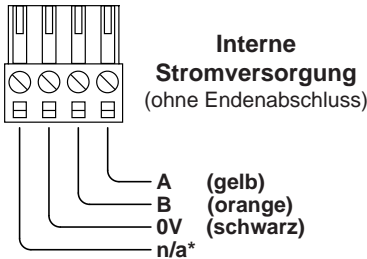 Interne
Stromversorgung
(ohne Endenabschluss)
A (gelb)
B (orange)
0V (schwarz)
n/a*